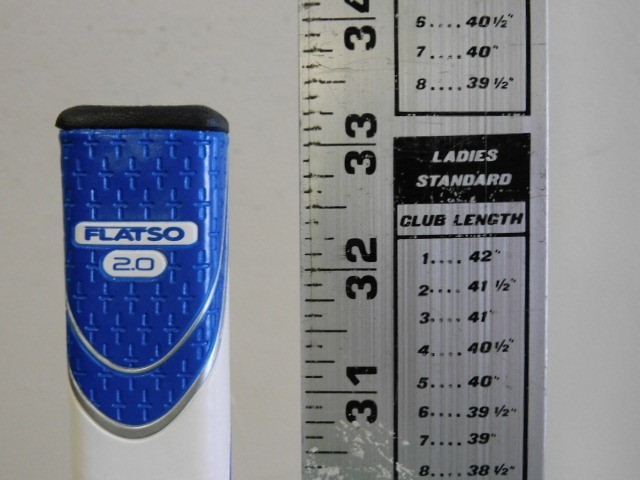 FLATSO
2.0
34
33
32
31
6.... 40 ½"
7.... 40"
8.... 39 ½"
LADIES
STANDARD
CLUB LENGTH
1.... 42"
2.... 41 ½"
3.... 41"
4.... 40 ½"
5.... 40"
6.... 39 ½"
7.... 39"
8.... 38 ½"